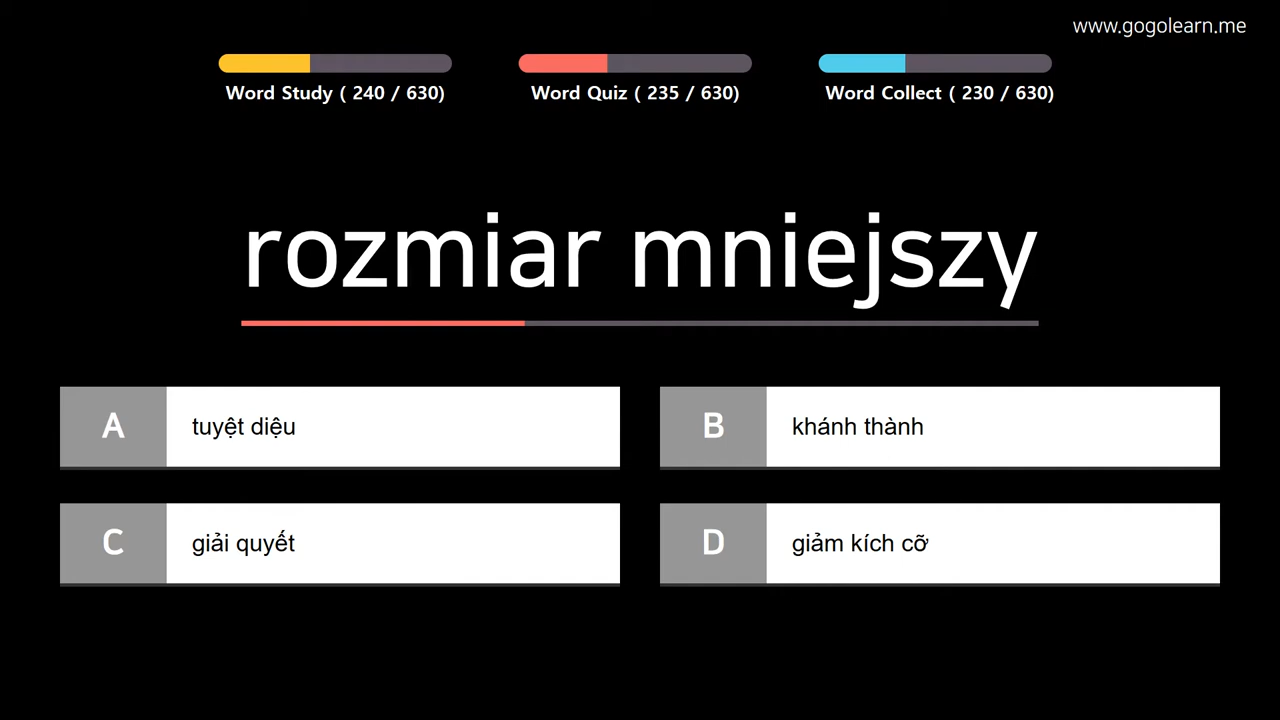 www.gogolearn.me
Word Study ( 240 / 630)
Word Quiz ( 235 / 630)
Word Collect ( 230 / 630)
rozmiar mniejszy
A
tuyệt diệu
B
khánh thành
C
giải quyết
D
giảm kích cỡ